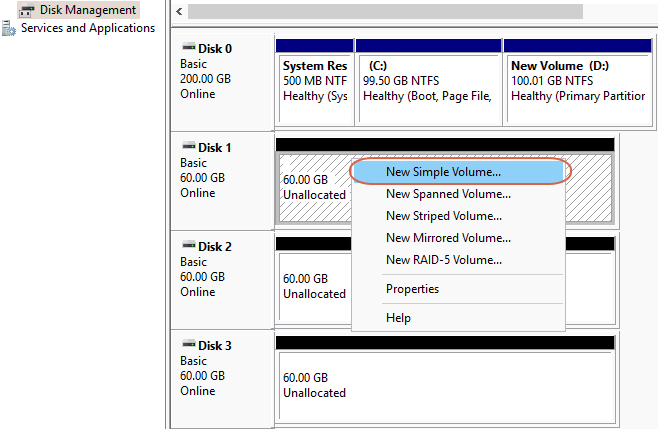 Disk Management
Services and Applications
Disk 0
Basic
200.00 GB
Online
System Res
500 MB NTF
Healthy (Sys
(C:)
99.50 GB NTFS
Healthy (Boot, Page File,
New Volume (D:)
100.01 GB NTFS
Healthy (Primary Partition
Disk 1
Basic
60.00 GB
Online
60.00 GB
Unallocated
New Simple Volume...
New Spanned Volume...
New Striped Volume...
New Mirrored Volume...
New RAID-5 Volume...
Properties
Help
Disk 2
Basic
60.00 GB
Online
60.00 GB
Unallocated
Disk 3
Basic
60.00 GB
Online
60.00 GB
Unallocated